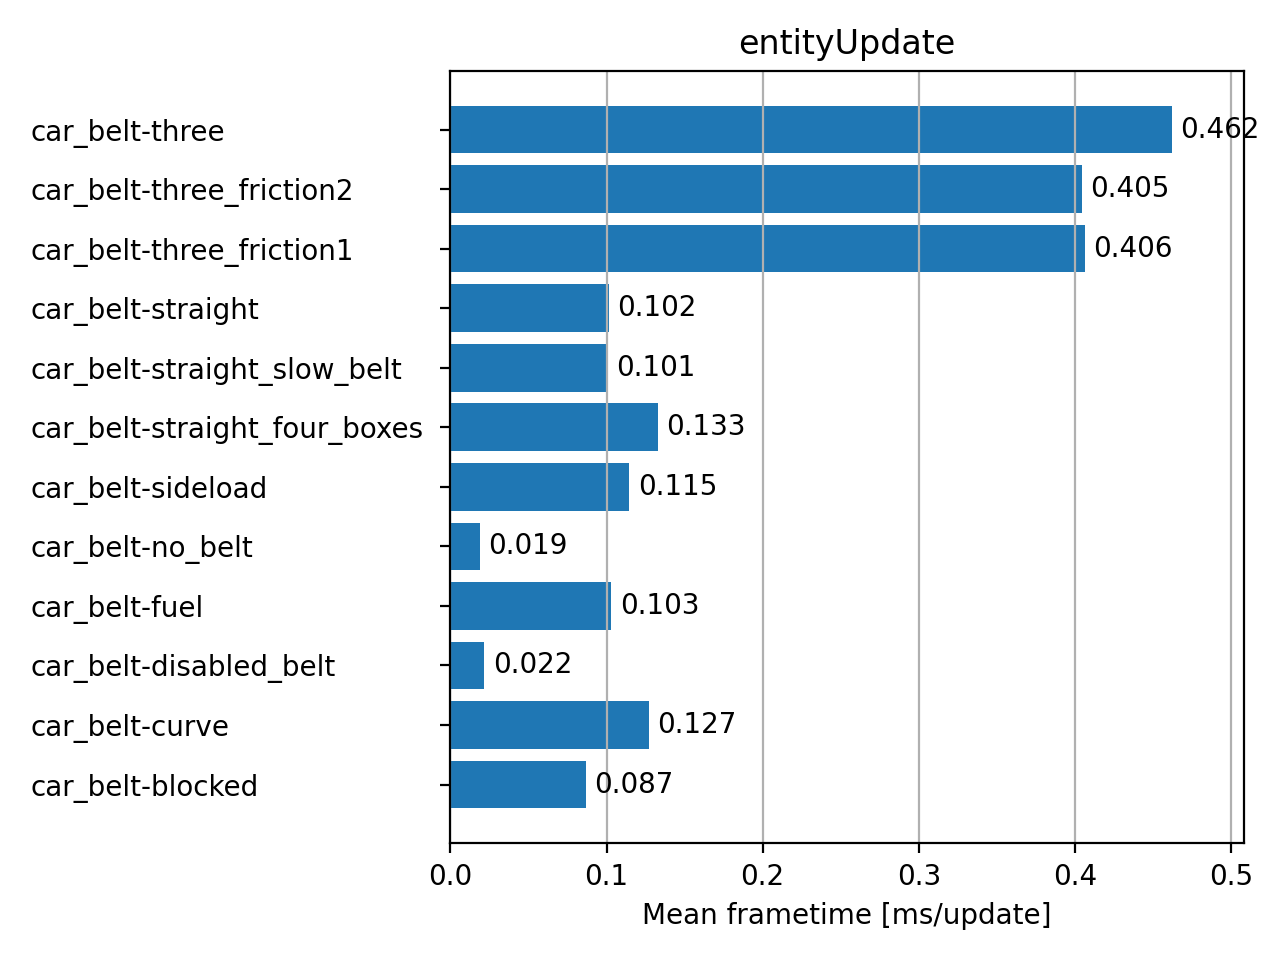 entityUpdate
car_belt-three 0.462
car_belt-three_friction2 0.405
car_belt-three_friction1 0.406
car_belt-straight 0.102
car_belt-straight_slow_belt 0.101
car_belt-straight_four_boxes 0.133
car_belt-sideload 0.115
car_belt-no_belt 0.019
car_belt-fuel 0.103
car_belt-disabled_belt 0.022
car_belt-curve 0.127
car_belt-blocked 0.087
0.0 0.1 0.2 0.3 0.4 0.5
Mean frametime [ms/update]